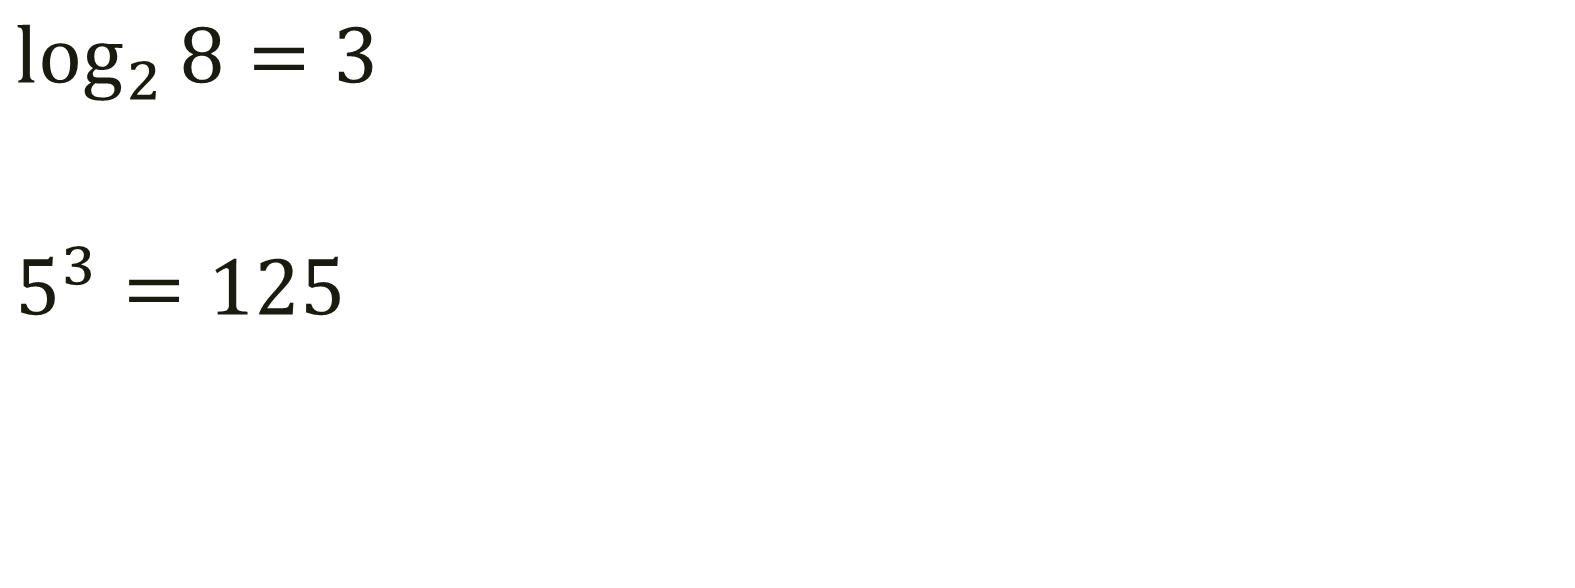 log₂ 8 = 3
5³ = 125